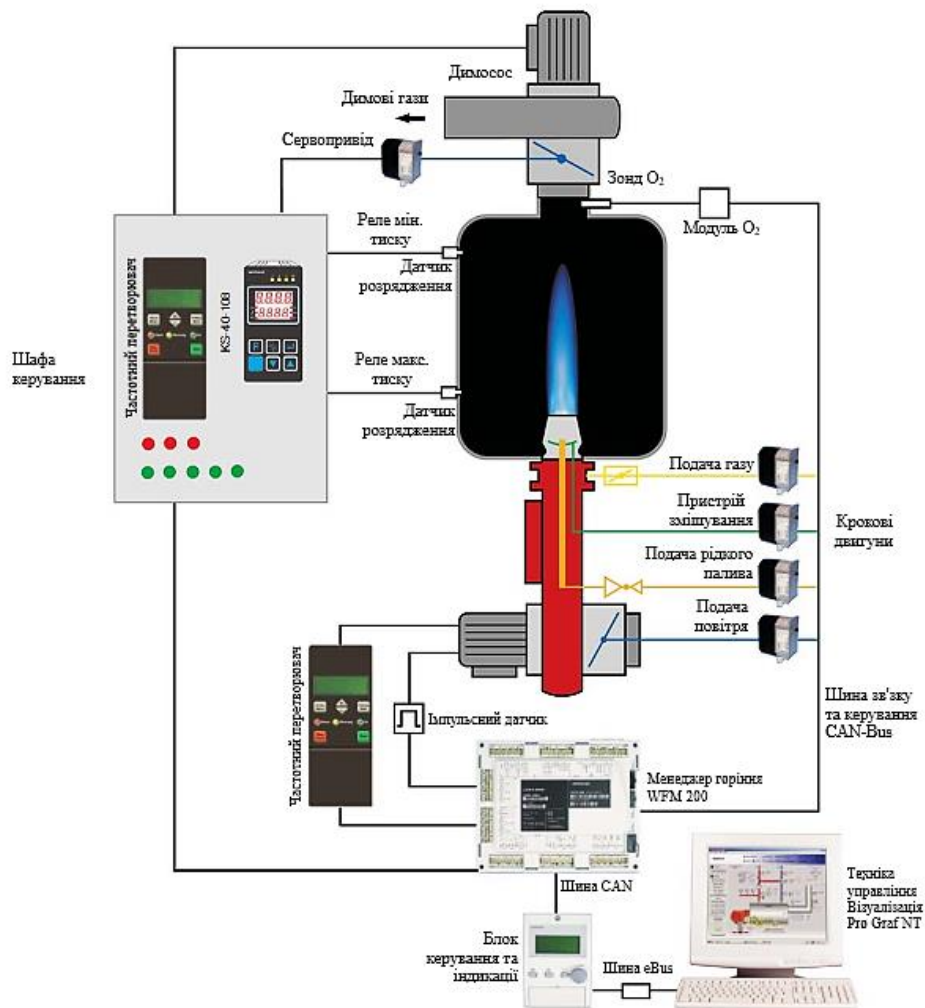 Димосос
Димові гази
Сервопривід
Зонд O₂
Модуль O₂
Реле мін.
тиску
Датчик
розрядження
Частотний перетворювач
KS-40-108
Шафа
керування
Реле макс.
тиску
Датчик
розрядження
Подача газу
Пристрій
змішування
Крокові
двигуни
Подача рідкого
палива
Подача
повітря
Частотний перетворювач
Імпульсний датчик
Шина зв'зку
та керування
CAN-Bus
Менеджер горіння
WFM 200
Шина CAN
Техніка
управління
Візуалізація
Pro Graf NT
Блок
керування та
індикації
Шина eBus